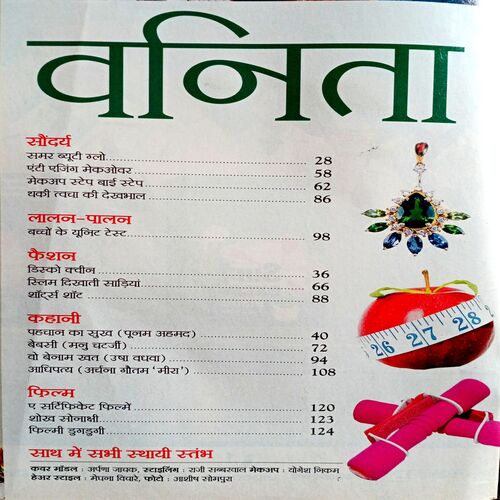 वनिता
सौंदर्य
समर ब्यूटी ग्लो 28
एंटी एजिंग मेकओवर 58
मेकअप स्टेप बाई स्टेप 62
थकी त्वचा की देखभाल 86
लालन-पालन
बच्चों के यूनिट टेस्ट 98
फैशन
डिस्को क्वीन 36
स्लिम दिखाती साड़ियां 66
शॉर्ट्स शॉट 88
कहानी
पहचान का सुख (पूनम अहमद) 40
बेबसी (मनु चटर्जी) 72
वो बेनाम खत (उषा वधवा) 94
आधिपत्य (अर्चना गौतम 'मीरा') 108
फिल्म
ए सर्टिफिकेट फिल्में 120
शोख सोनाक्षी 123
फिल्मी डुगडुगी 124
साथ में सभी स्थायी स्तंभ
कवर मॉडल : अर्पणा जावक, स्टाइलिंग : राजी सब्बरवाल मेकअप : योगेश निकम
हेअर स्टाइल : मेघना विचारे, फोटो : आशीष सोमपुरा
26 27 28